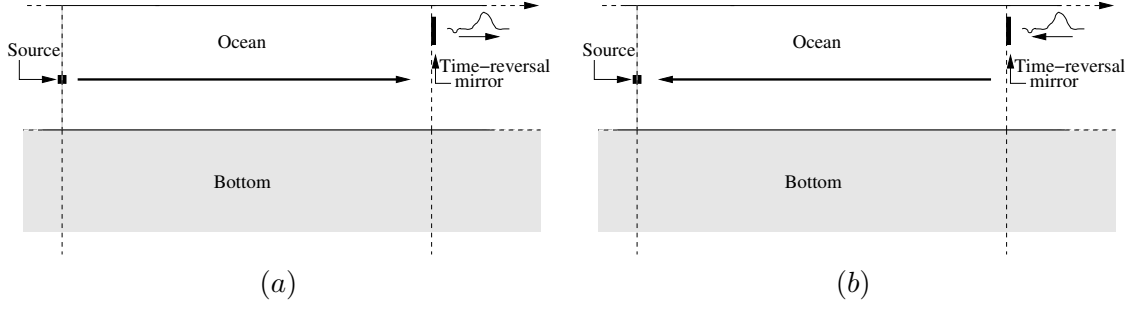 Ocean
Source
Time−reversal
mirror
Bottom
(a)
Ocean
Source
Time−reversal
mirror
Bottom
(b)